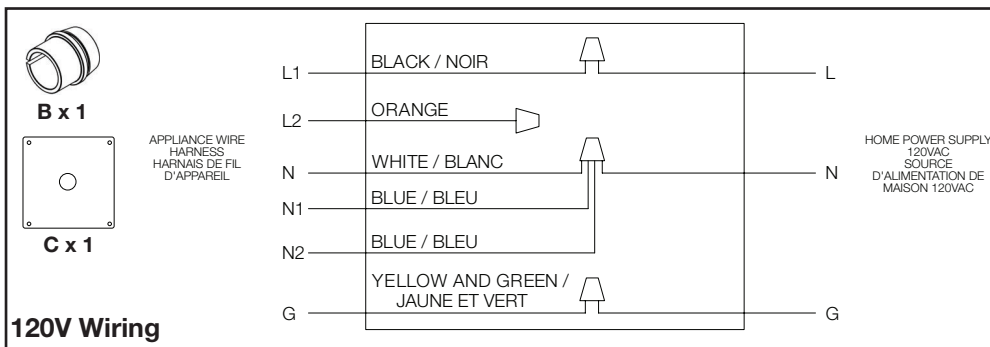 B x 1
C x 1
APPLIANCE WIRE
HARNESS
HARNAIS DE FIL
D'APPAREIL
L1 BLACK / NOIR L
L2 ORANGE
N WHITE / BLANC N
N1 BLUE / BLEU
N2 BLUE / BLEU
YELLOW AND GREEN /
JAUNE ET VERT
G G
HOME POWER SUPPLY
120VAC
SOURCE
D'ALIMENTATION DE
MAISON 120VAC
120V Wiring